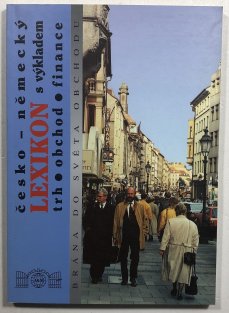 česko - německý
LEXIKON s výkladem
trh ● obchod ● finance
BRÁNA DO SVĚTA OBCHODU